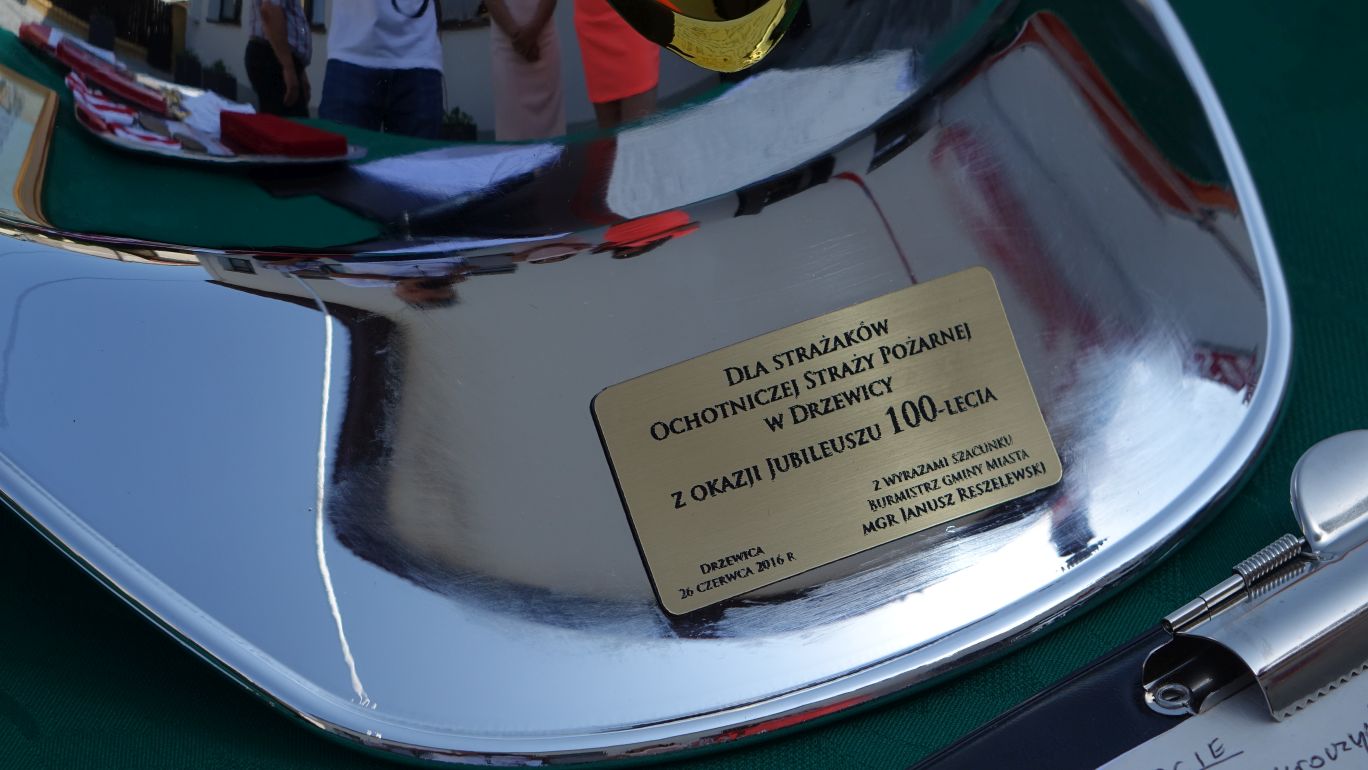 Dla strażaków
Ochotniczej Straży Pożarnej
w Drzewicy
z okazji Jubileuszu 100-lecia
z wyrazami szacunku
Burmistrz Gminy Miasta
mgr Janusz Reszelewski
Drzewica
26 czerwca 2016 r